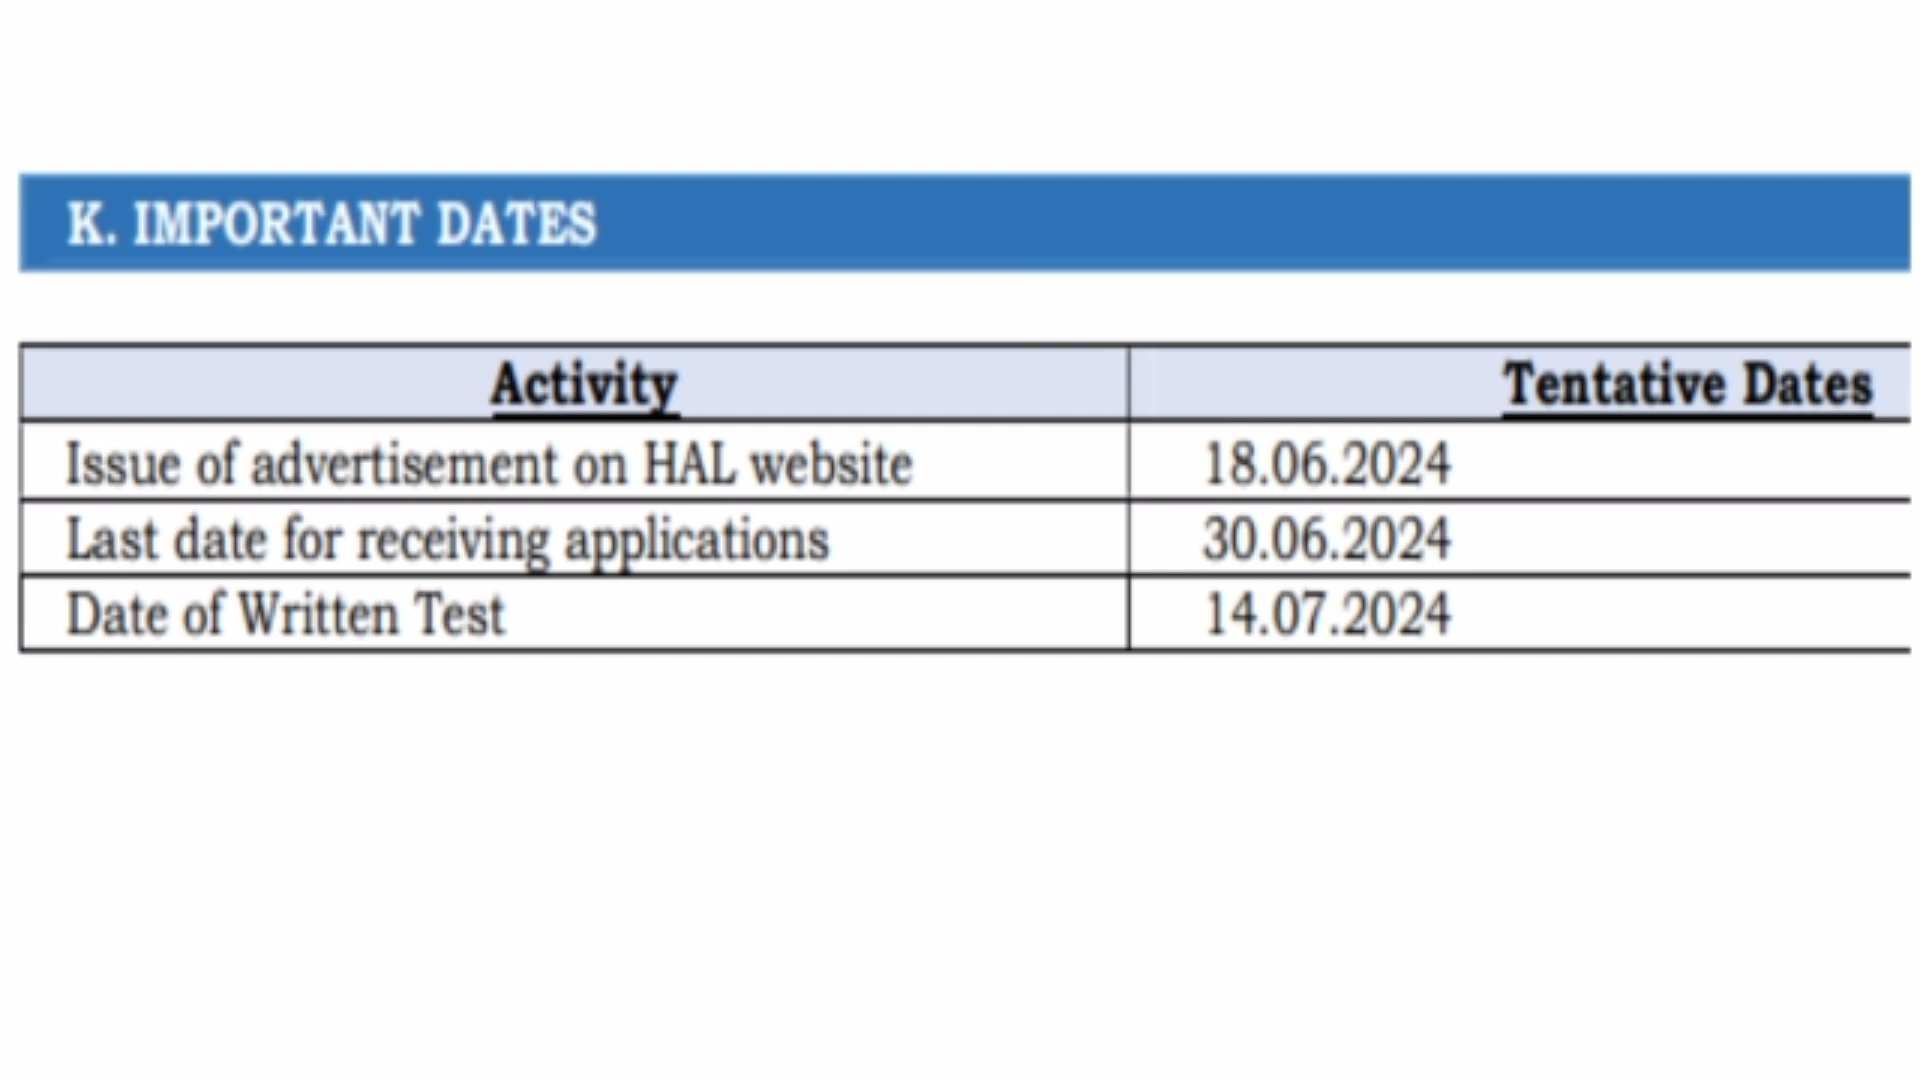 K. IMPORTANT DATES
Activity Tentative Dates
Issue of advertisement on HAL website 18.06.2024
Last date for receiving applications 30.06.2024
Date of Written Test 14.07.2024